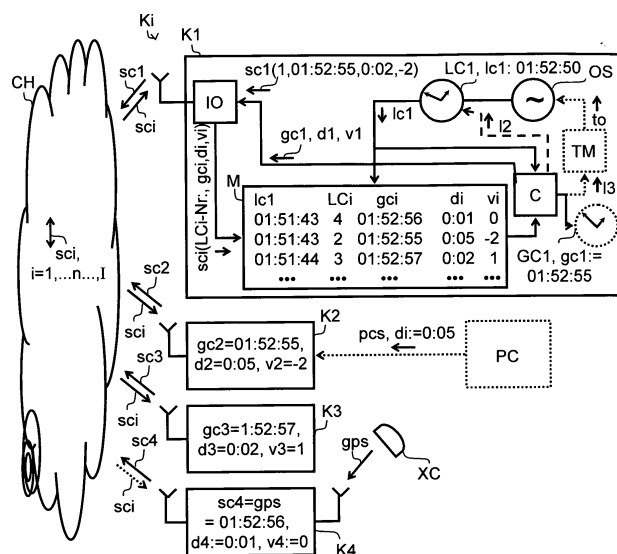 Ki
K1
CH
sc1
sci
IO
sc1(1,01:52:55,0:02,-2)
LC1, lc1: 01:52:50
OS
lc1
l2
to
TM
gc1, d1, v1
sci(LCi-Nr., gci,di,vi)
M
C
l3
lc1 LCi gci di vi
01:51:43 4 01:52:56 0:01 0
01:51:43 2 01:52:55 0:05 -2
01:51:44 3 01:52:57 0:02 1
... ... ... ... ...
GC1, gc1:=
01:52:55
sci,
i=1,...n...,I
sc2
sci
K2
gc2=01:52:55,
d2=0:05, v2=-2
pcs, di:=0:05
PC
sc3
sci
K3
gc3=1:52:57,
d3=0:02, v3=1
sc4
sci
gps
XC
sc4=gps
= 01:52:56,
d4:=0:01, v4:=0
K4